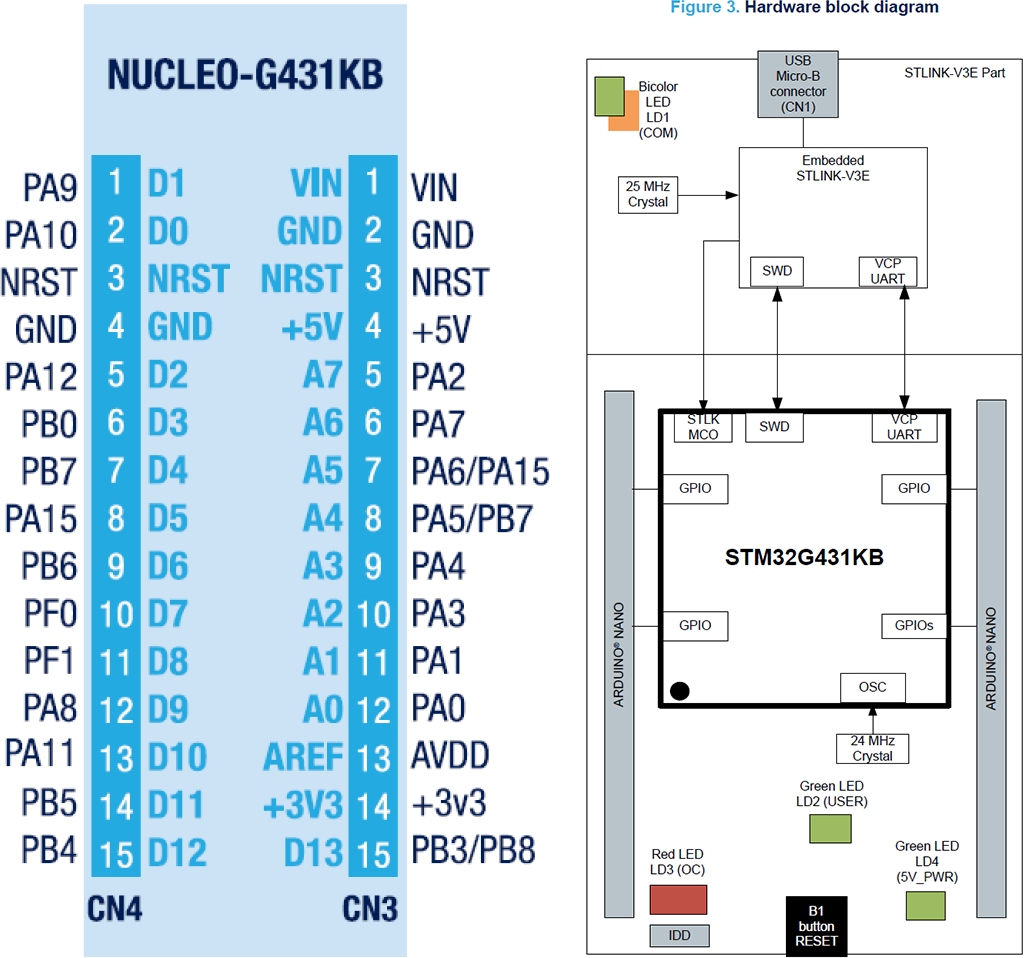 NUCLEO-G431KB
PA9 1 D1 VIN 1 VIN
PA10 2 D0 GND 2 GND
NRST 3 NRST NRST 3 NRST
GND 4 GND +5V 4 +5V
PA12 5 D2 A7 5 PA2
PB0 6 D3 A6 6 PA7
PB7 7 D4 A5 7 PA6/PA15
PA15 8 D5 A4 8 PA5/PB7
PB6 9 D6 A3 9 PA4
PF0 10 D7 A2 10 PA3
PF1 11 D8 A1 11 PA1
PA8 12 D9 A0 12 PA0
PA11 13 D10 AREF 13 AVDD
PB5 14 D11 +3V3 14 +3v3
PB4 15 D12 D13 15 PB3/PB8
CN4 CN3
Figure 3. Hardware block diagram
USB
Micro-B
connector
(CN1)
STLINK-V3E Part
Bicolor
LED
LD1
(COM)
Embedded
STLINK-V3E
25 MHz
Crystal
SWD
VCP
UART
STLK
MCO
SWD
VCP
UART
GPIO
GPIO
STM32G431KB
GPIO
GPIOs
ARDUINO® NANO
ARDUINO® NANO
OSC
24 MHz
Crystal
Green LED
LD2 (USER)
Red LED
LD3 (OC)
Green LED
LD4
(5V_PWR)
IDD
B1
button
RESET